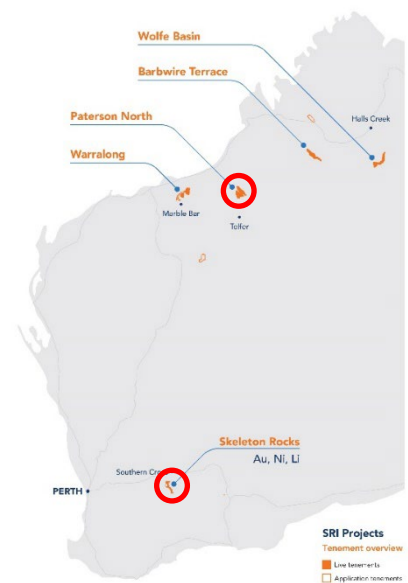 Wolfe Basin
Barbwire Terrace
Paterson North
Halls Creek
Warralong
Marble Bar
Telfer
Skeleton Rocks
Au, Ni, Li
Southern Cro
PERTH
SRI Projects
Tenement overview
Live tenements
Application tenements